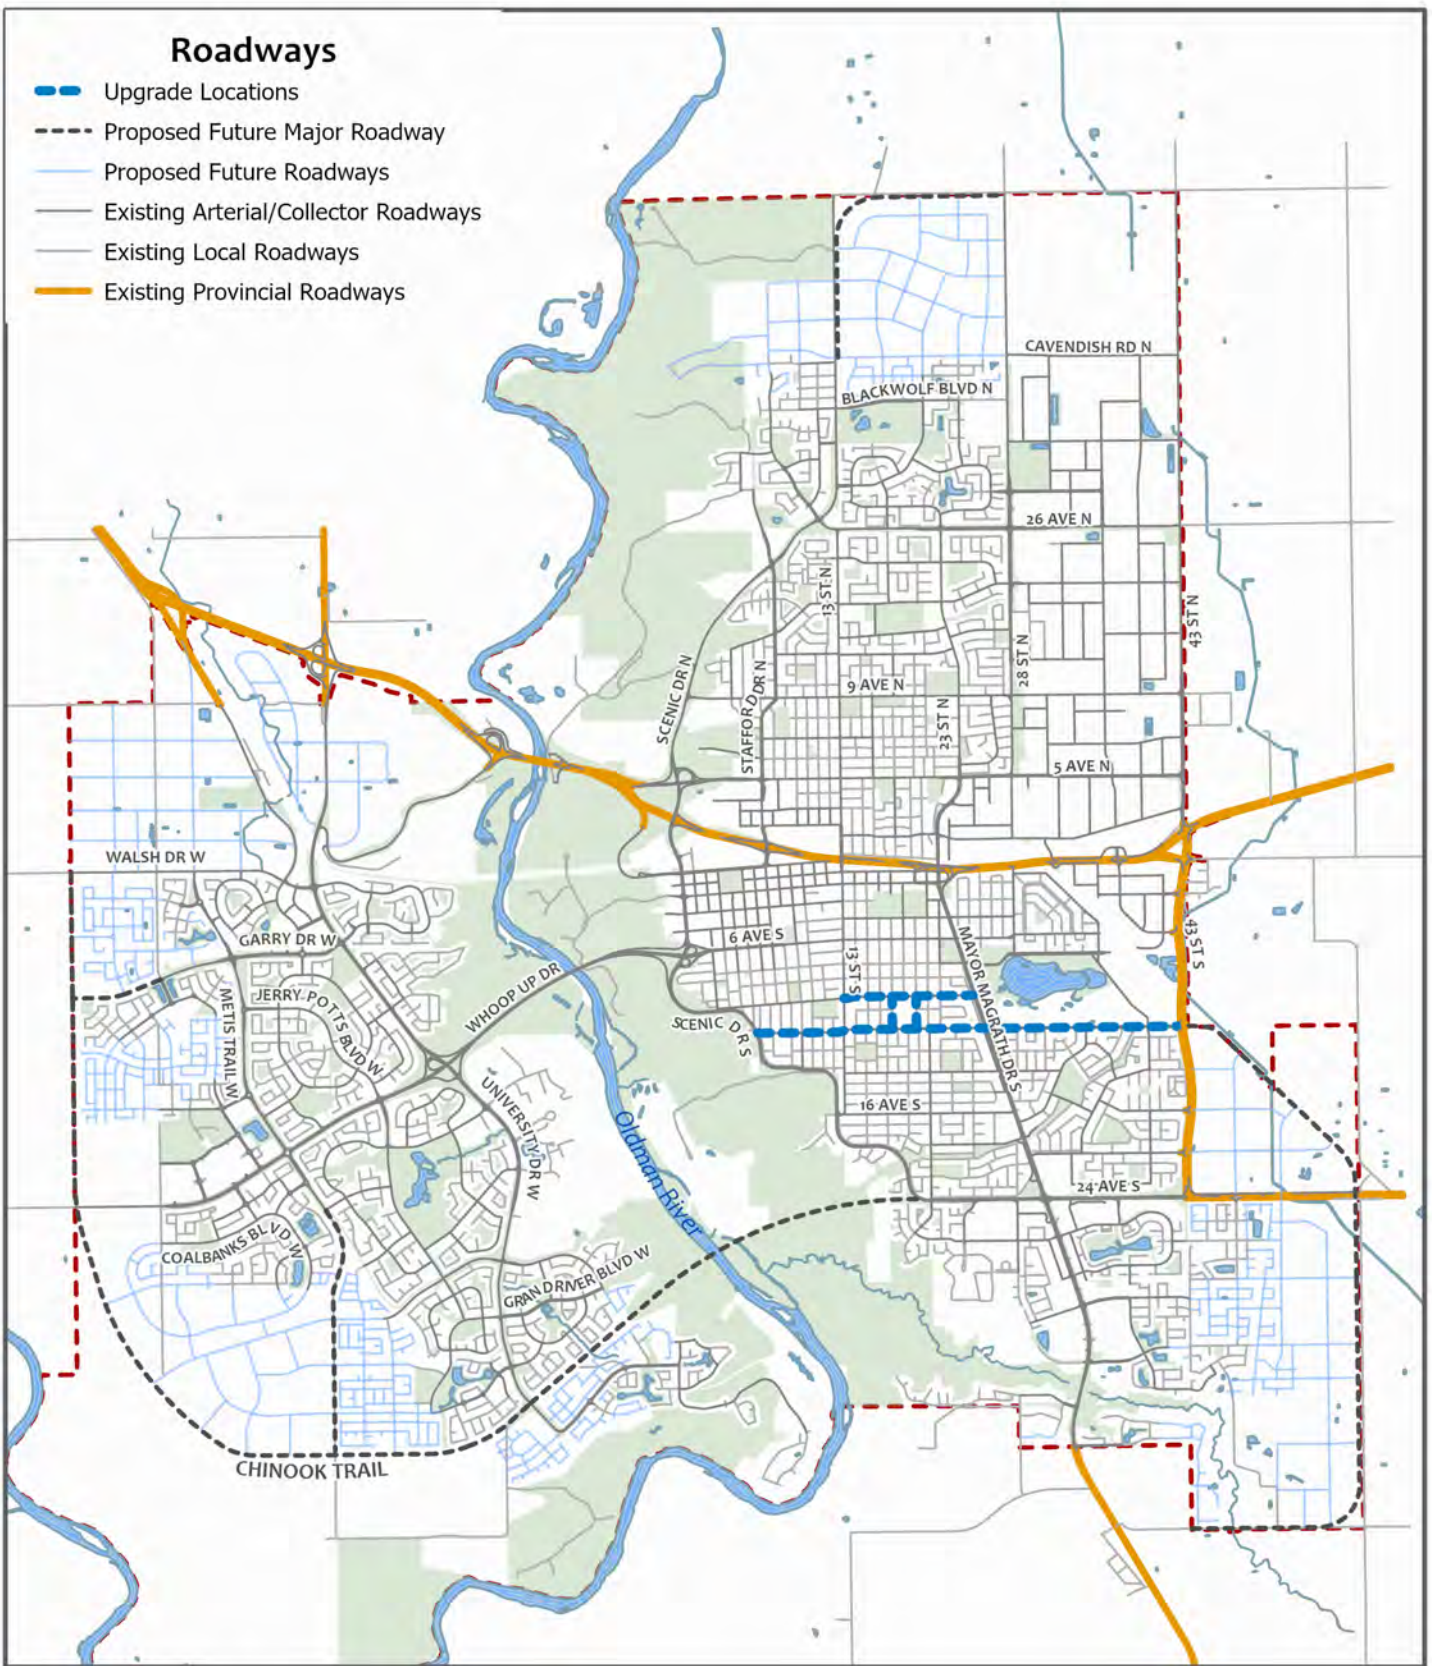 Roadways
Upgrade Locations
Proposed Future Major Roadway
Proposed Future Roadways
Existing Arterial/Collector Roadways
Existing Local Roadways
Existing Provincial Roadways
CAVENDISH RD N
BLACKWOLF BLVD N
26 AVE N
13 ST N
43 ST N
28 ST N
SCENIC DR N
STAFFORD DR N
9 AVE N
23 ST N
5 AVE N
WALSH DR W
GARRY DR W
6 AVE S
13 ST S
MAYOR MAGRATH DR S
43 ST S
WHOOP UP DR
JERRY POTTS BLVD W
METIS TRAIL W
SCENIC DR S
UNIVERSITY DR W
16 AVE S
Oldman River
24 AVE S
COALBANKS BLVD W
GRAND RIVER BLVD W
CHINOOK TRAIL